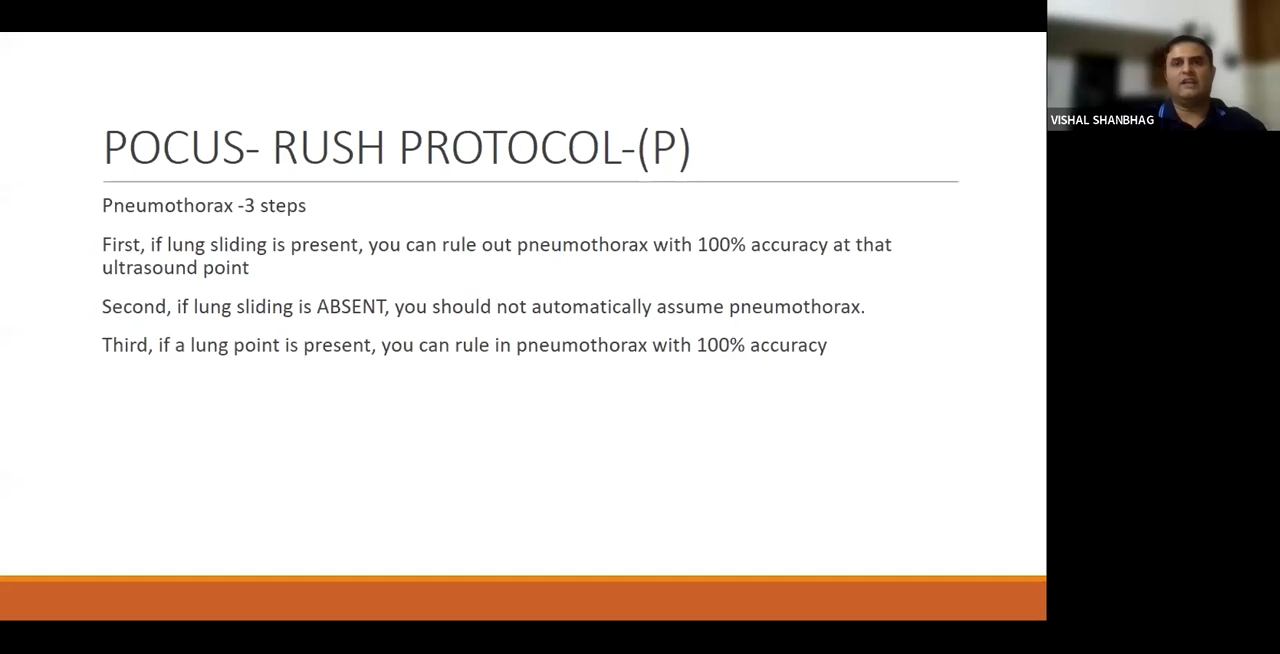 POCUS- RUSH PROTOCOL-(P)
Pneumothorax -3 steps
First, if lung sliding is present, you can rule out pneumothorax with 100% accuracy at that
ultrasound point
Second, if lung sliding is ABSENT, you should not automatically assume pneumothorax.
Third, if a lung point is present, you can rule in pneumothorax with 100% accuracy
VISHAL SHANBHAG